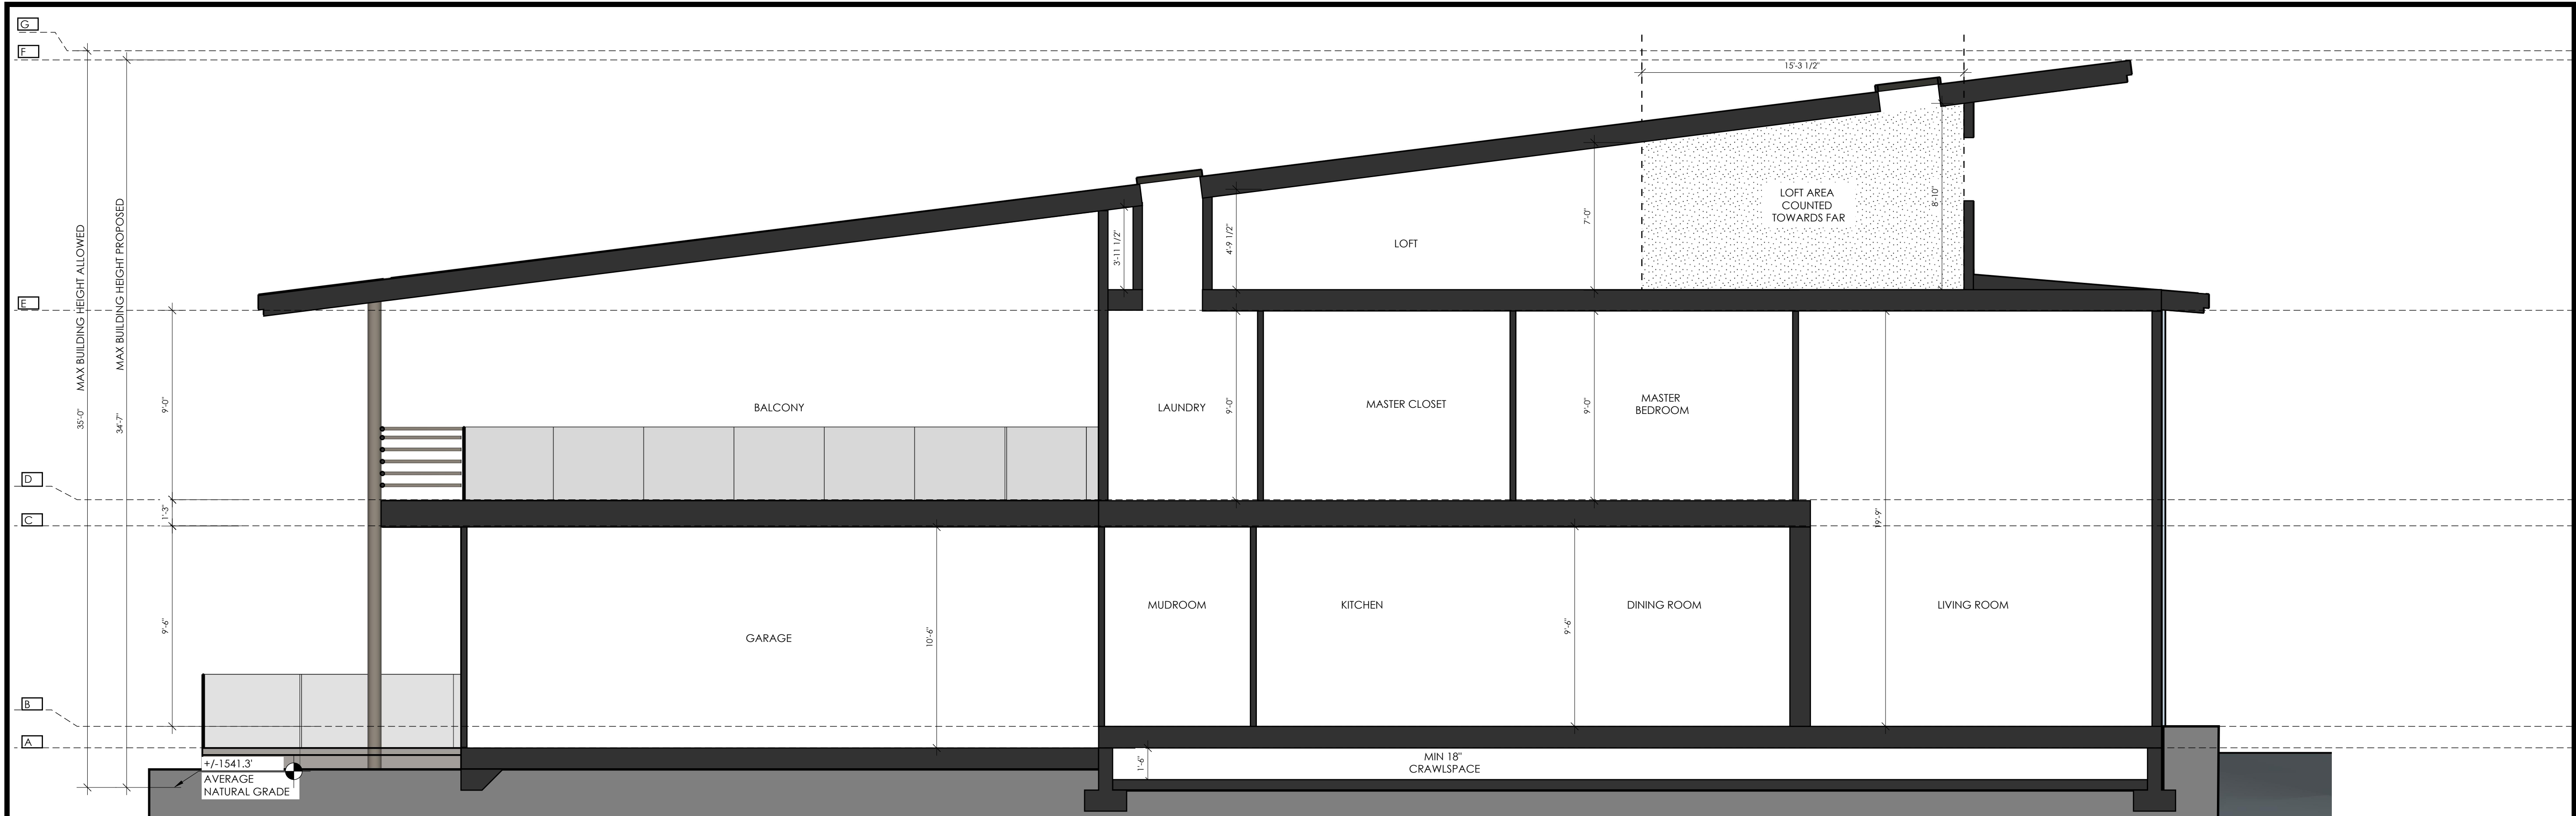 G
F
15'-3 1/2"
MAX BUILDING HEIGHT ALLOWED
35'-0"
MAX BUILDING HEIGHT PROPOSED
34'-7"
LOFT AREA
COUNTED
TOWARDS FAR
8'-10"
3'-11 1/2"
4'-9 1/2"
LOFT
7'-0"
E
9'-0"
BALCONY
LAUNDRY
9'-0"
MASTER CLOSET
9'-0"
MASTER
BEDROOM
D
1'-3"
C
19'-9"
9'-6"
GARAGE
10'-6"
MUDROOM
KITCHEN
9'-6"
DINING ROOM
LIVING ROOM
B
A
+/-1541.3'
AVERAGE
NATURAL GRADE
1'-6"
MIN 18"
CRAWLSPACE